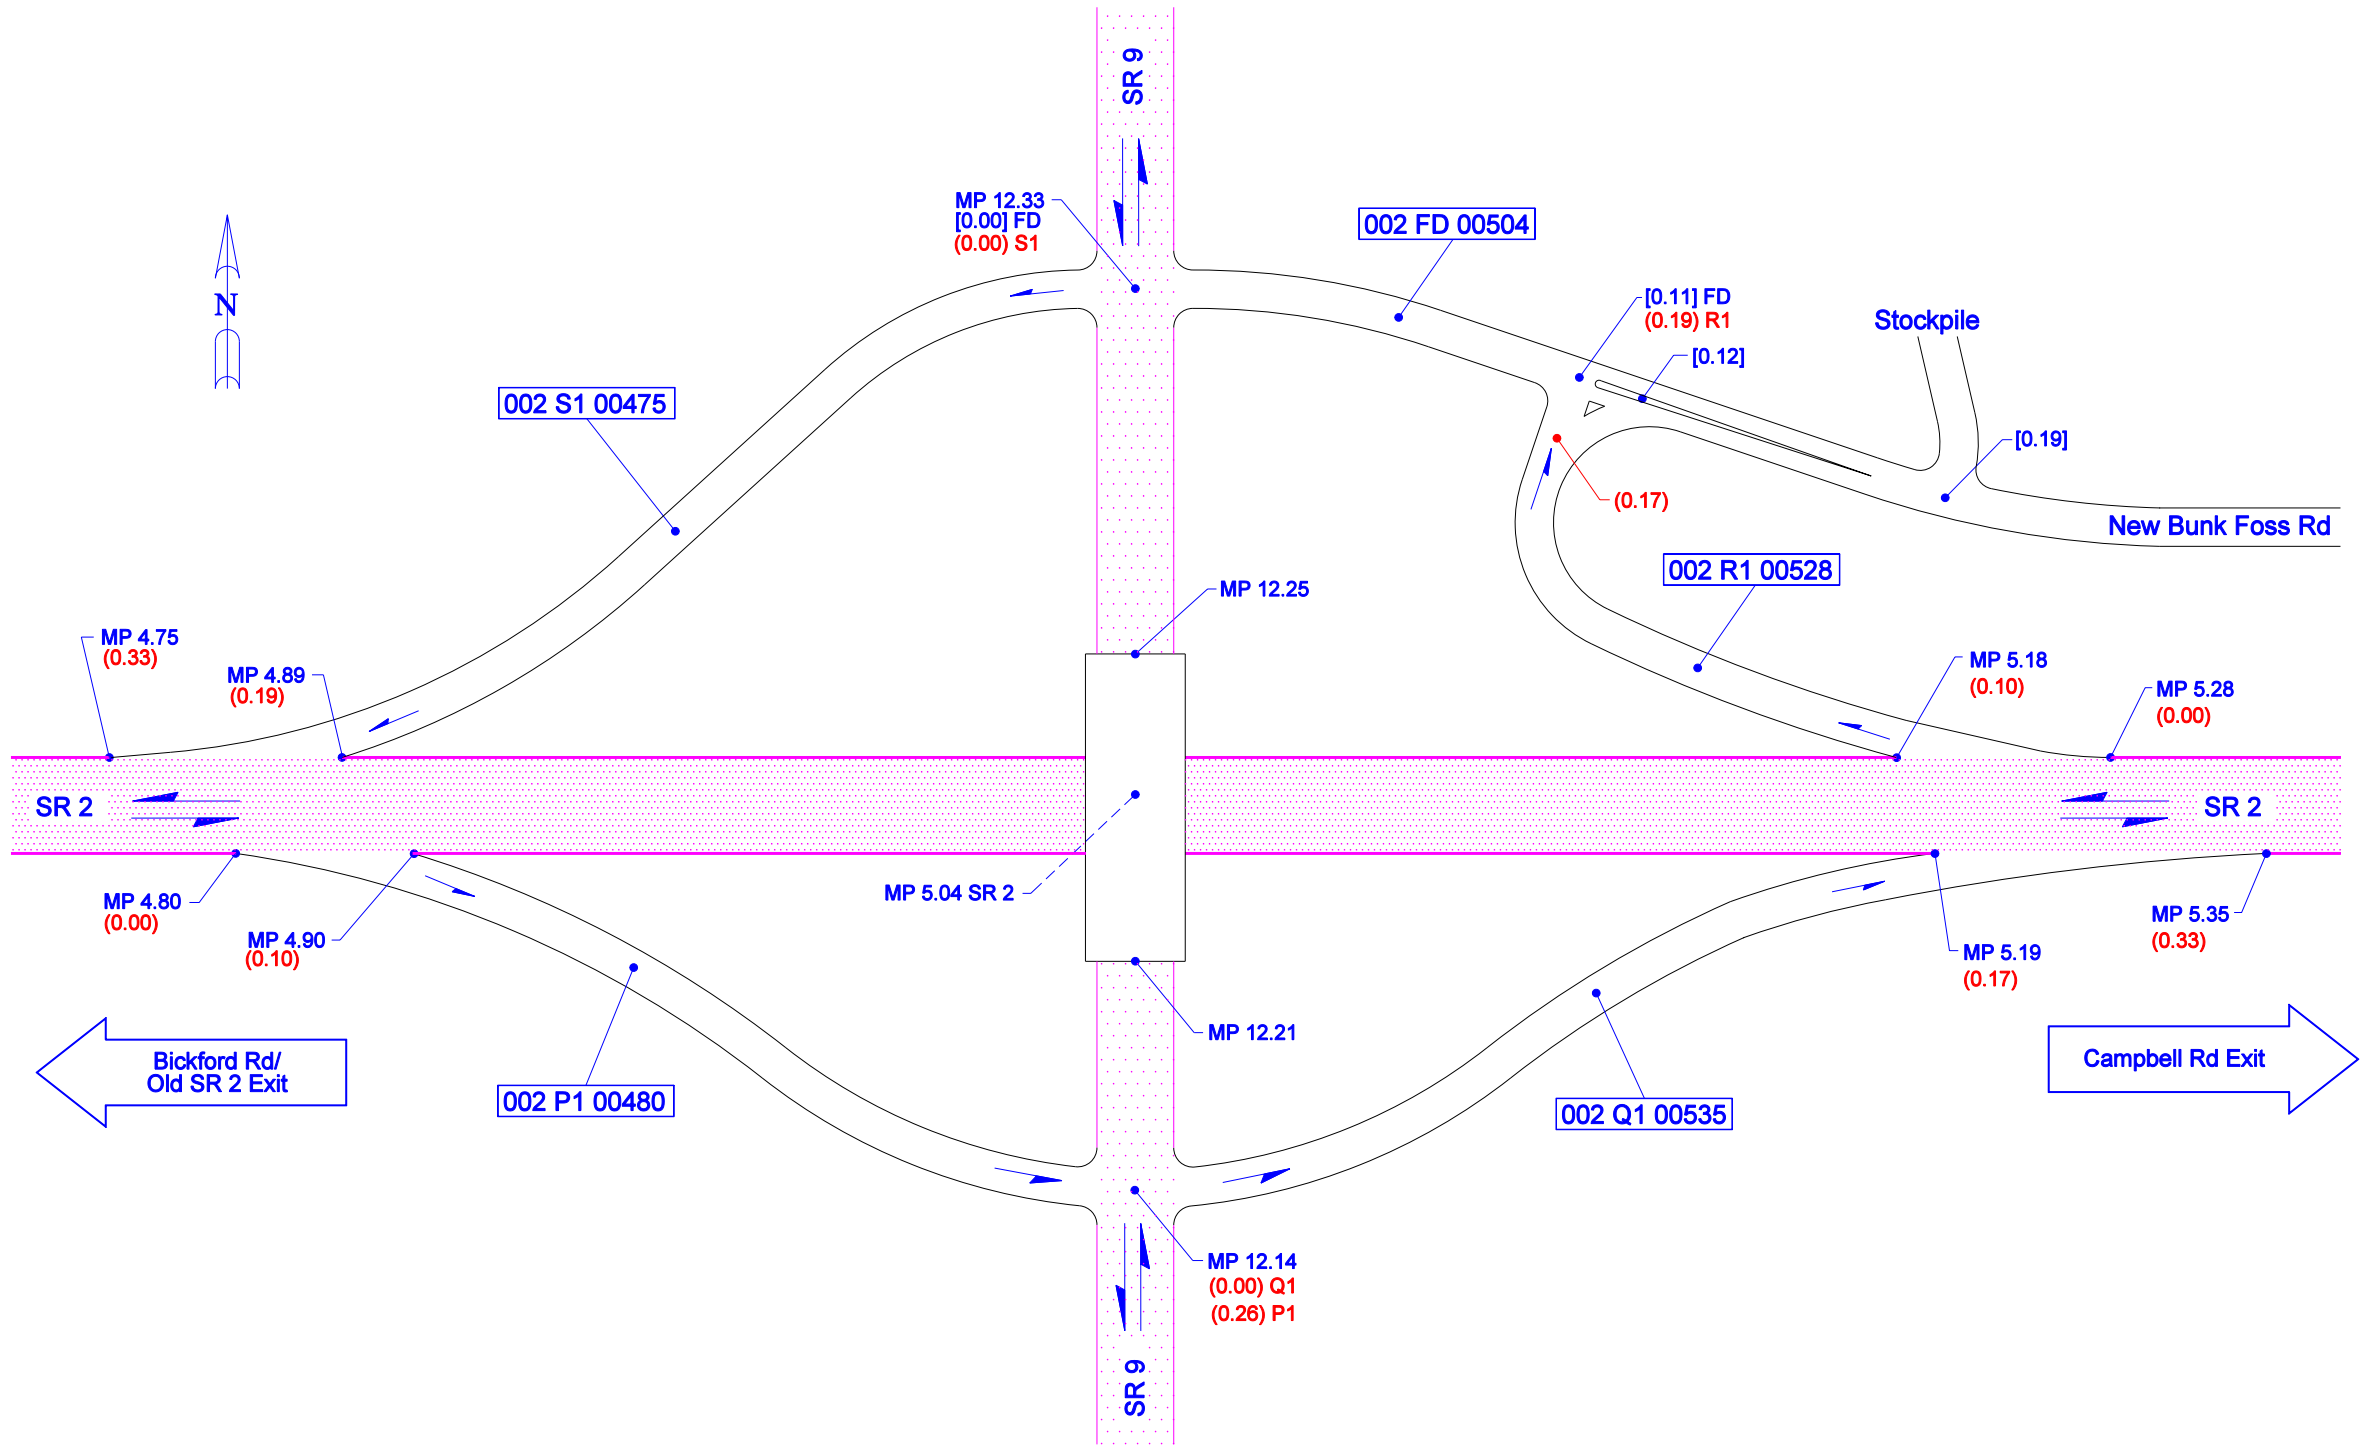 SR 9
MP 12.33
[0.00] FD
(0.00) S1
002 FD 00504
N
[0.11] FD
(0.19) R1
Stockpile
[0.12]
002 S1 00475
[0.19]
(0.17)
New Bunk Foss Rd
002 R1 00528
MP 12.25
MP 4.75
(0.33)
MP 4.89
(0.19)
MP 5.18
(0.10)
MP 5.28
(0.00)
SR 2
SR 2
MP 5.04 SR 2
MP 4.80
(0.00)
MP 4.90
(0.10)
MP 5.35
(0.33)
MP 5.19
(0.17)
MP 12.21
Bickford Rd/
Old SR 2 Exit
Campbell Rd Exit
002 P1 00480
002 Q1 00535
MP 12.14
(0.00) Q1
(0.26) P1
SR 9